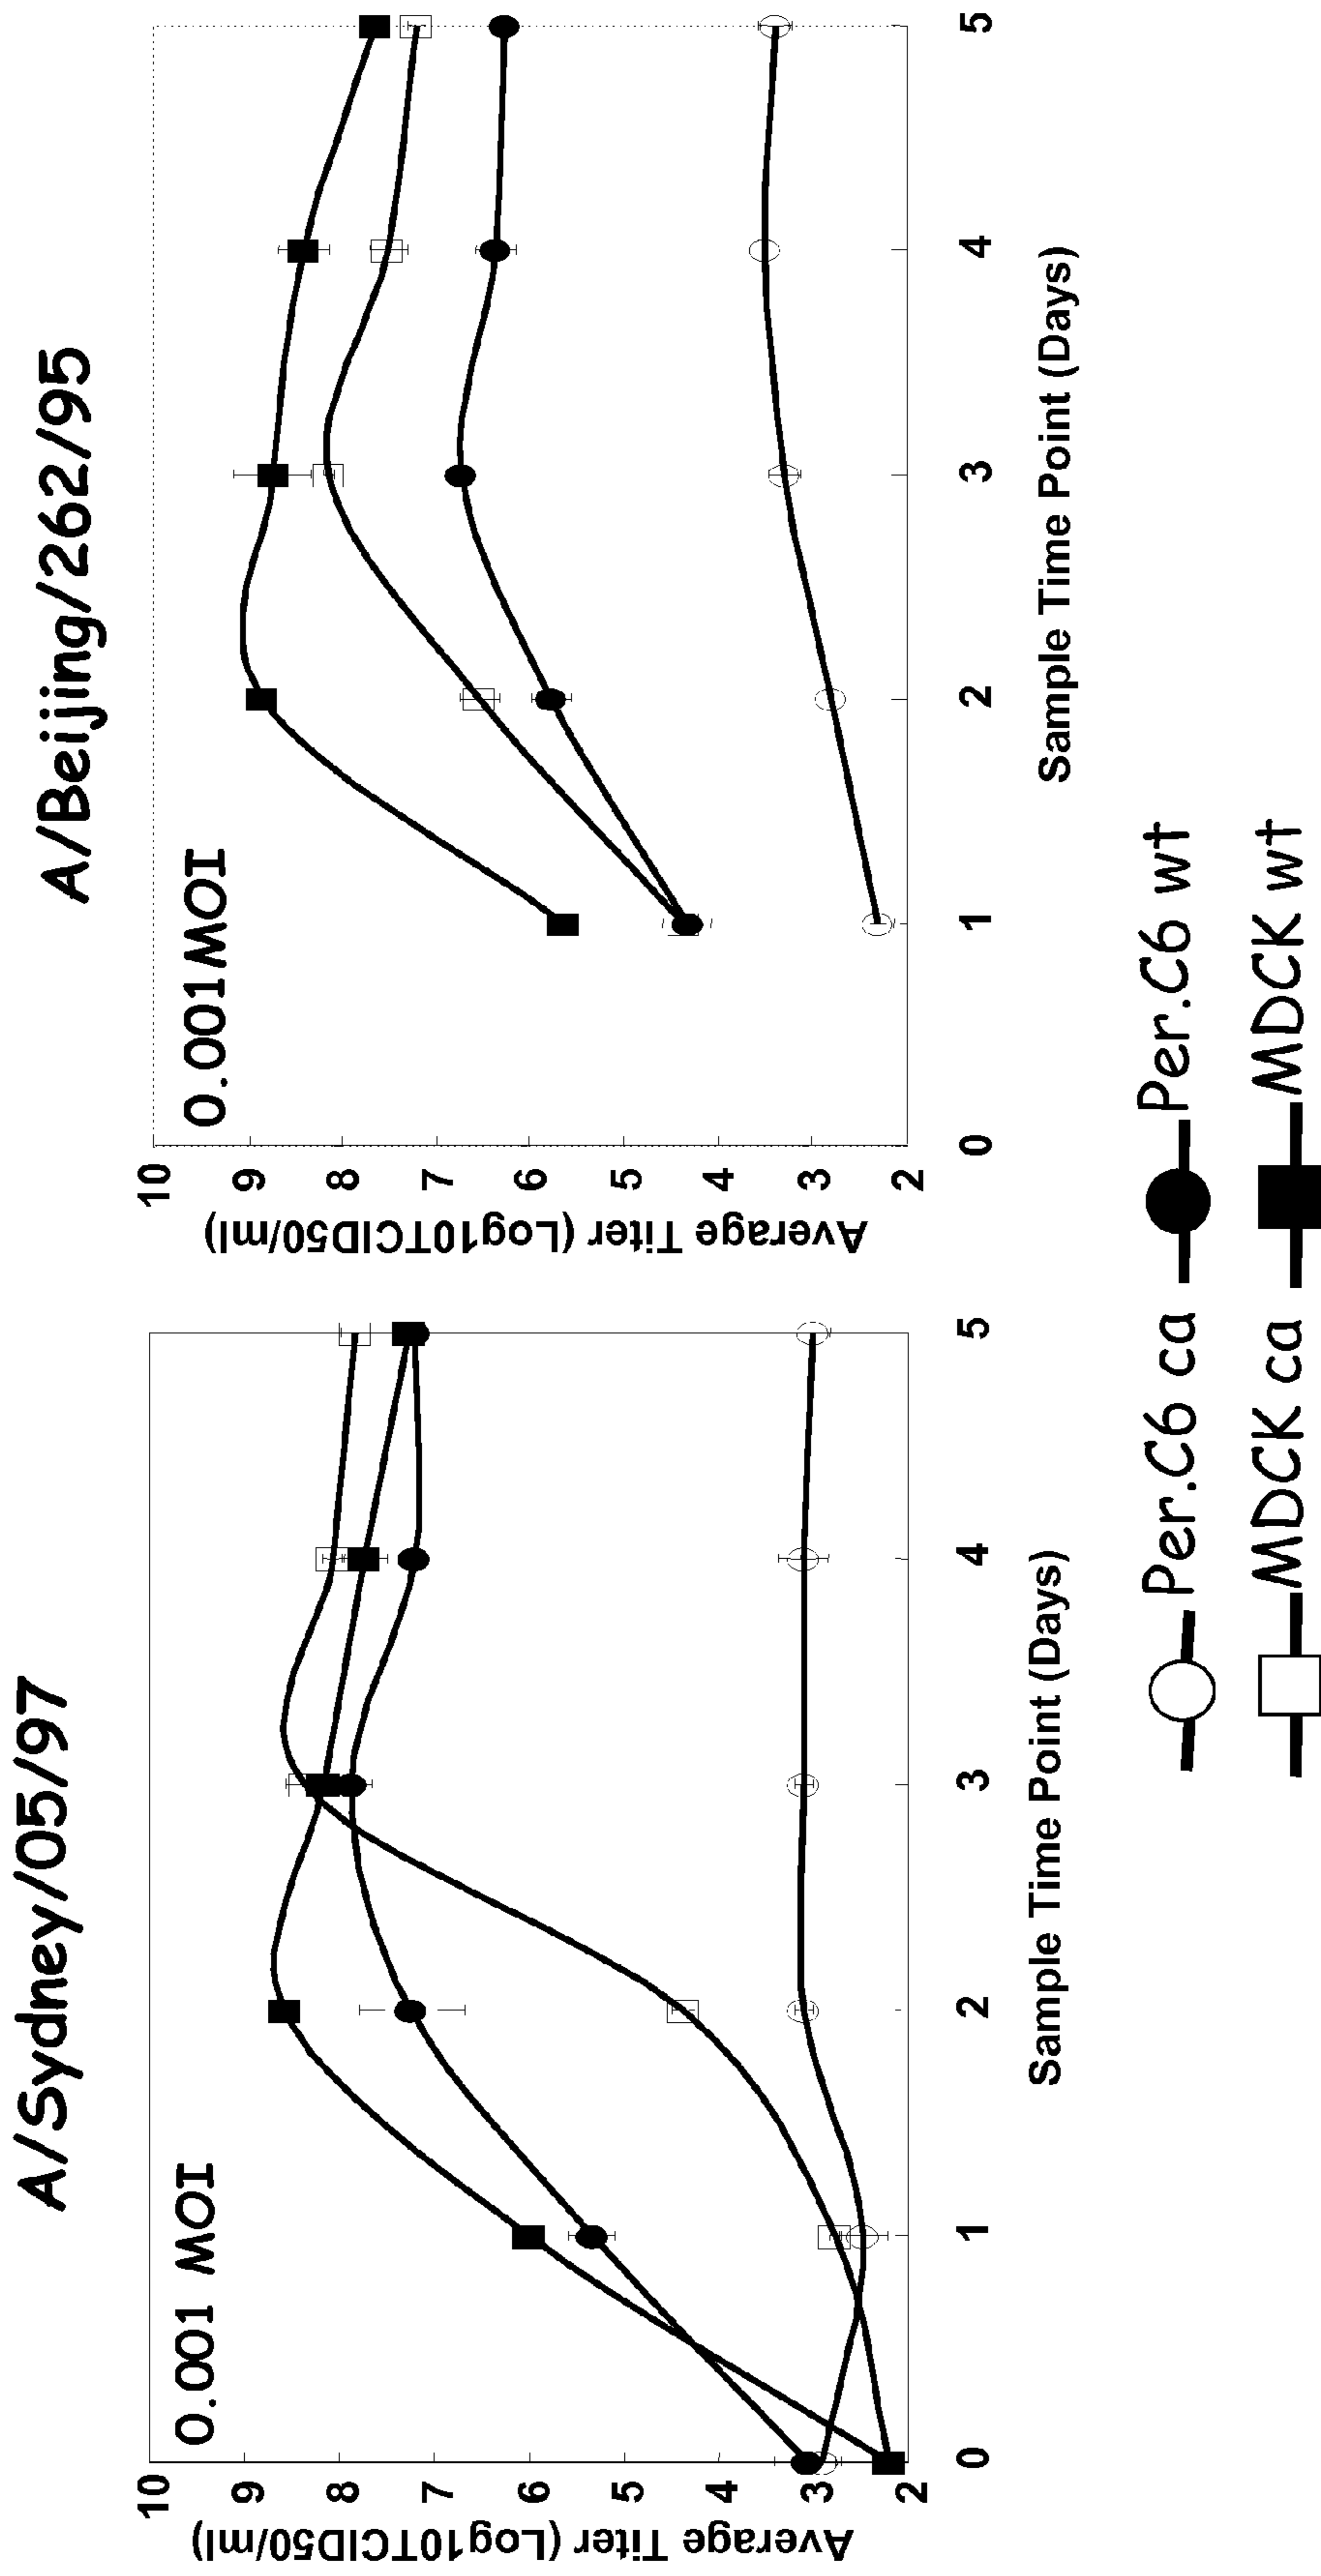 A/Sydney/05/97
0.001 MOI
10
9
8
7
6
5
4
3
2
Average Titer (Log10TCID50/ml)
0 1 2 3 4 5
Sample Time Point (Days)
A/Beijing/262/95
0.001MOI
10
9
8
7
6
5
4
3
2
Average Titer (Log10TCID50/ml)
0 1 2 3 4 5
Sample Time Point (Days)
Per.C6 ca Per.C6 wt
MDCK ca MDCK wt